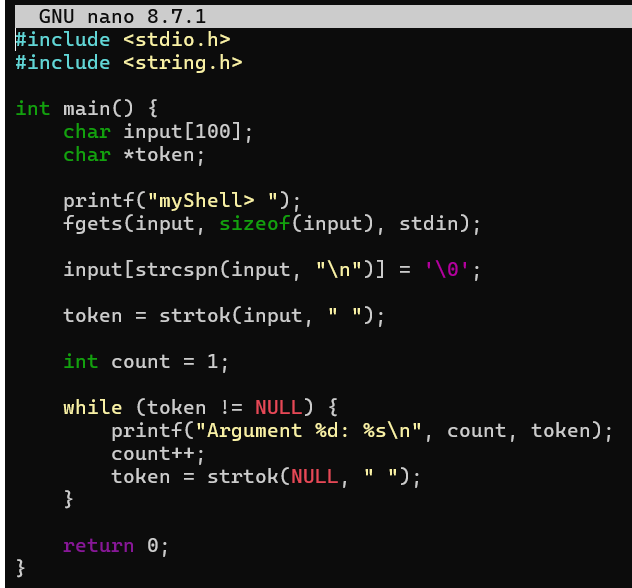 GNU nano 8.7.1
#include <stdio.h>
#include <string.h>

int main() {
    char input[100];
    char *token;

    printf("myShell> ");
    fgets(input, sizeof(input), stdin);

    input[strcspn(input, "\n")] = '\0';

    token = strtok(input, " ");

    int count = 1;

    while (token != NULL) {
        printf("Argument %d: %s\n", count, token);
        count++;
        token = strtok(NULL, " ");
    }

    return 0;
}